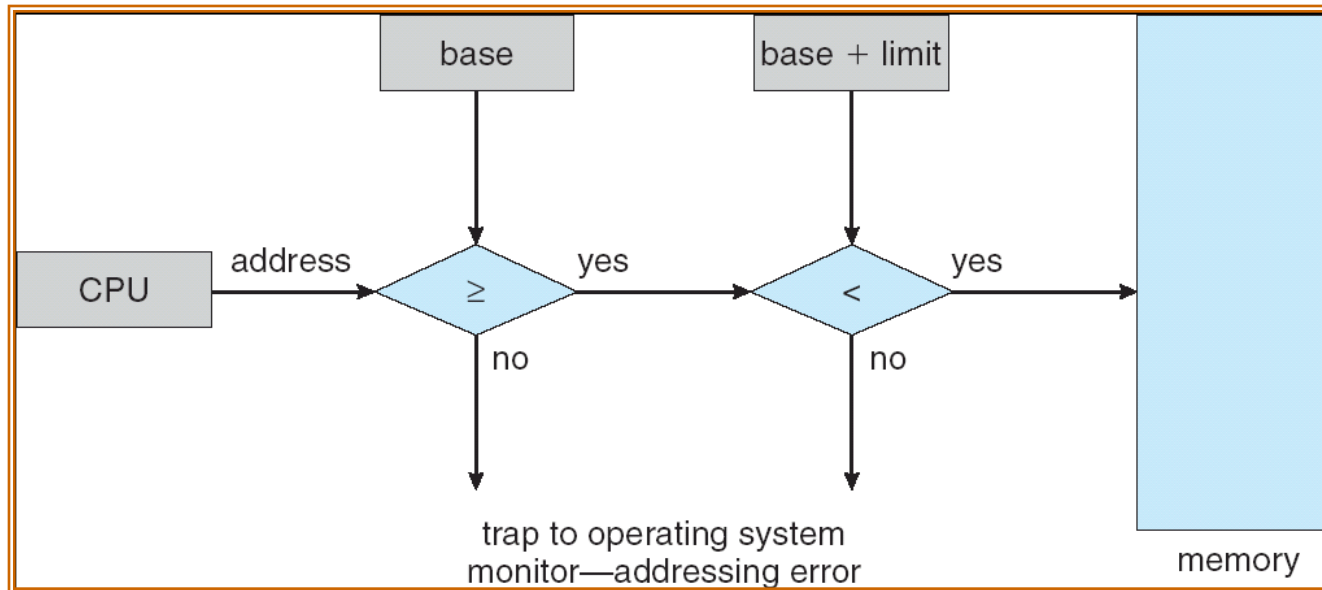 base
base + limit
CPU
address
≥
yes
<
yes
no
no
trap to operating system
monitor—addressing error
memory